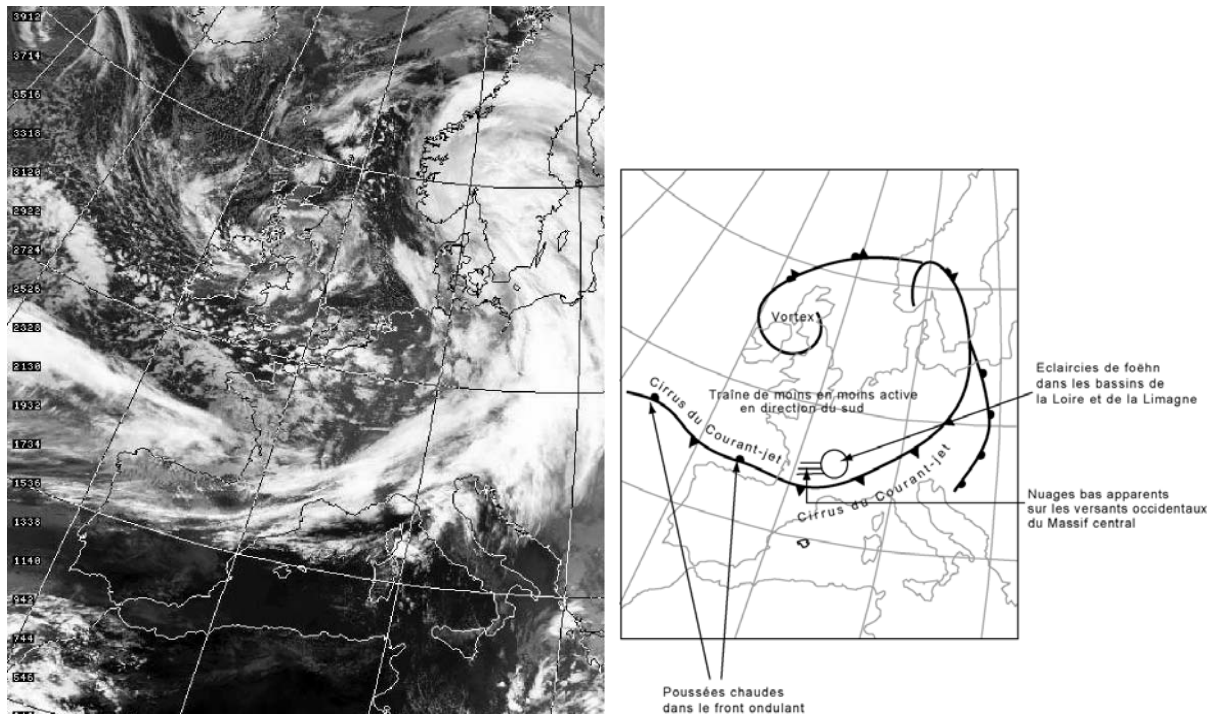 3912
3714
3516
3318
3120
2922
2724
2526
2328
2130
1932
1734
1536
1338
1140
942
744
546
Vortex
Traîne de moins en moins active
en direction du sud
Cirrus du Courant-jet
Cirrus du Courant-jet
Eclaircies de foëhn
dans les bassins de
la Loire et de la Limagne
Nuages bas apparents
sur les versants occidentaux
du Massif central
Poussées chaudes
dans le front ondulant